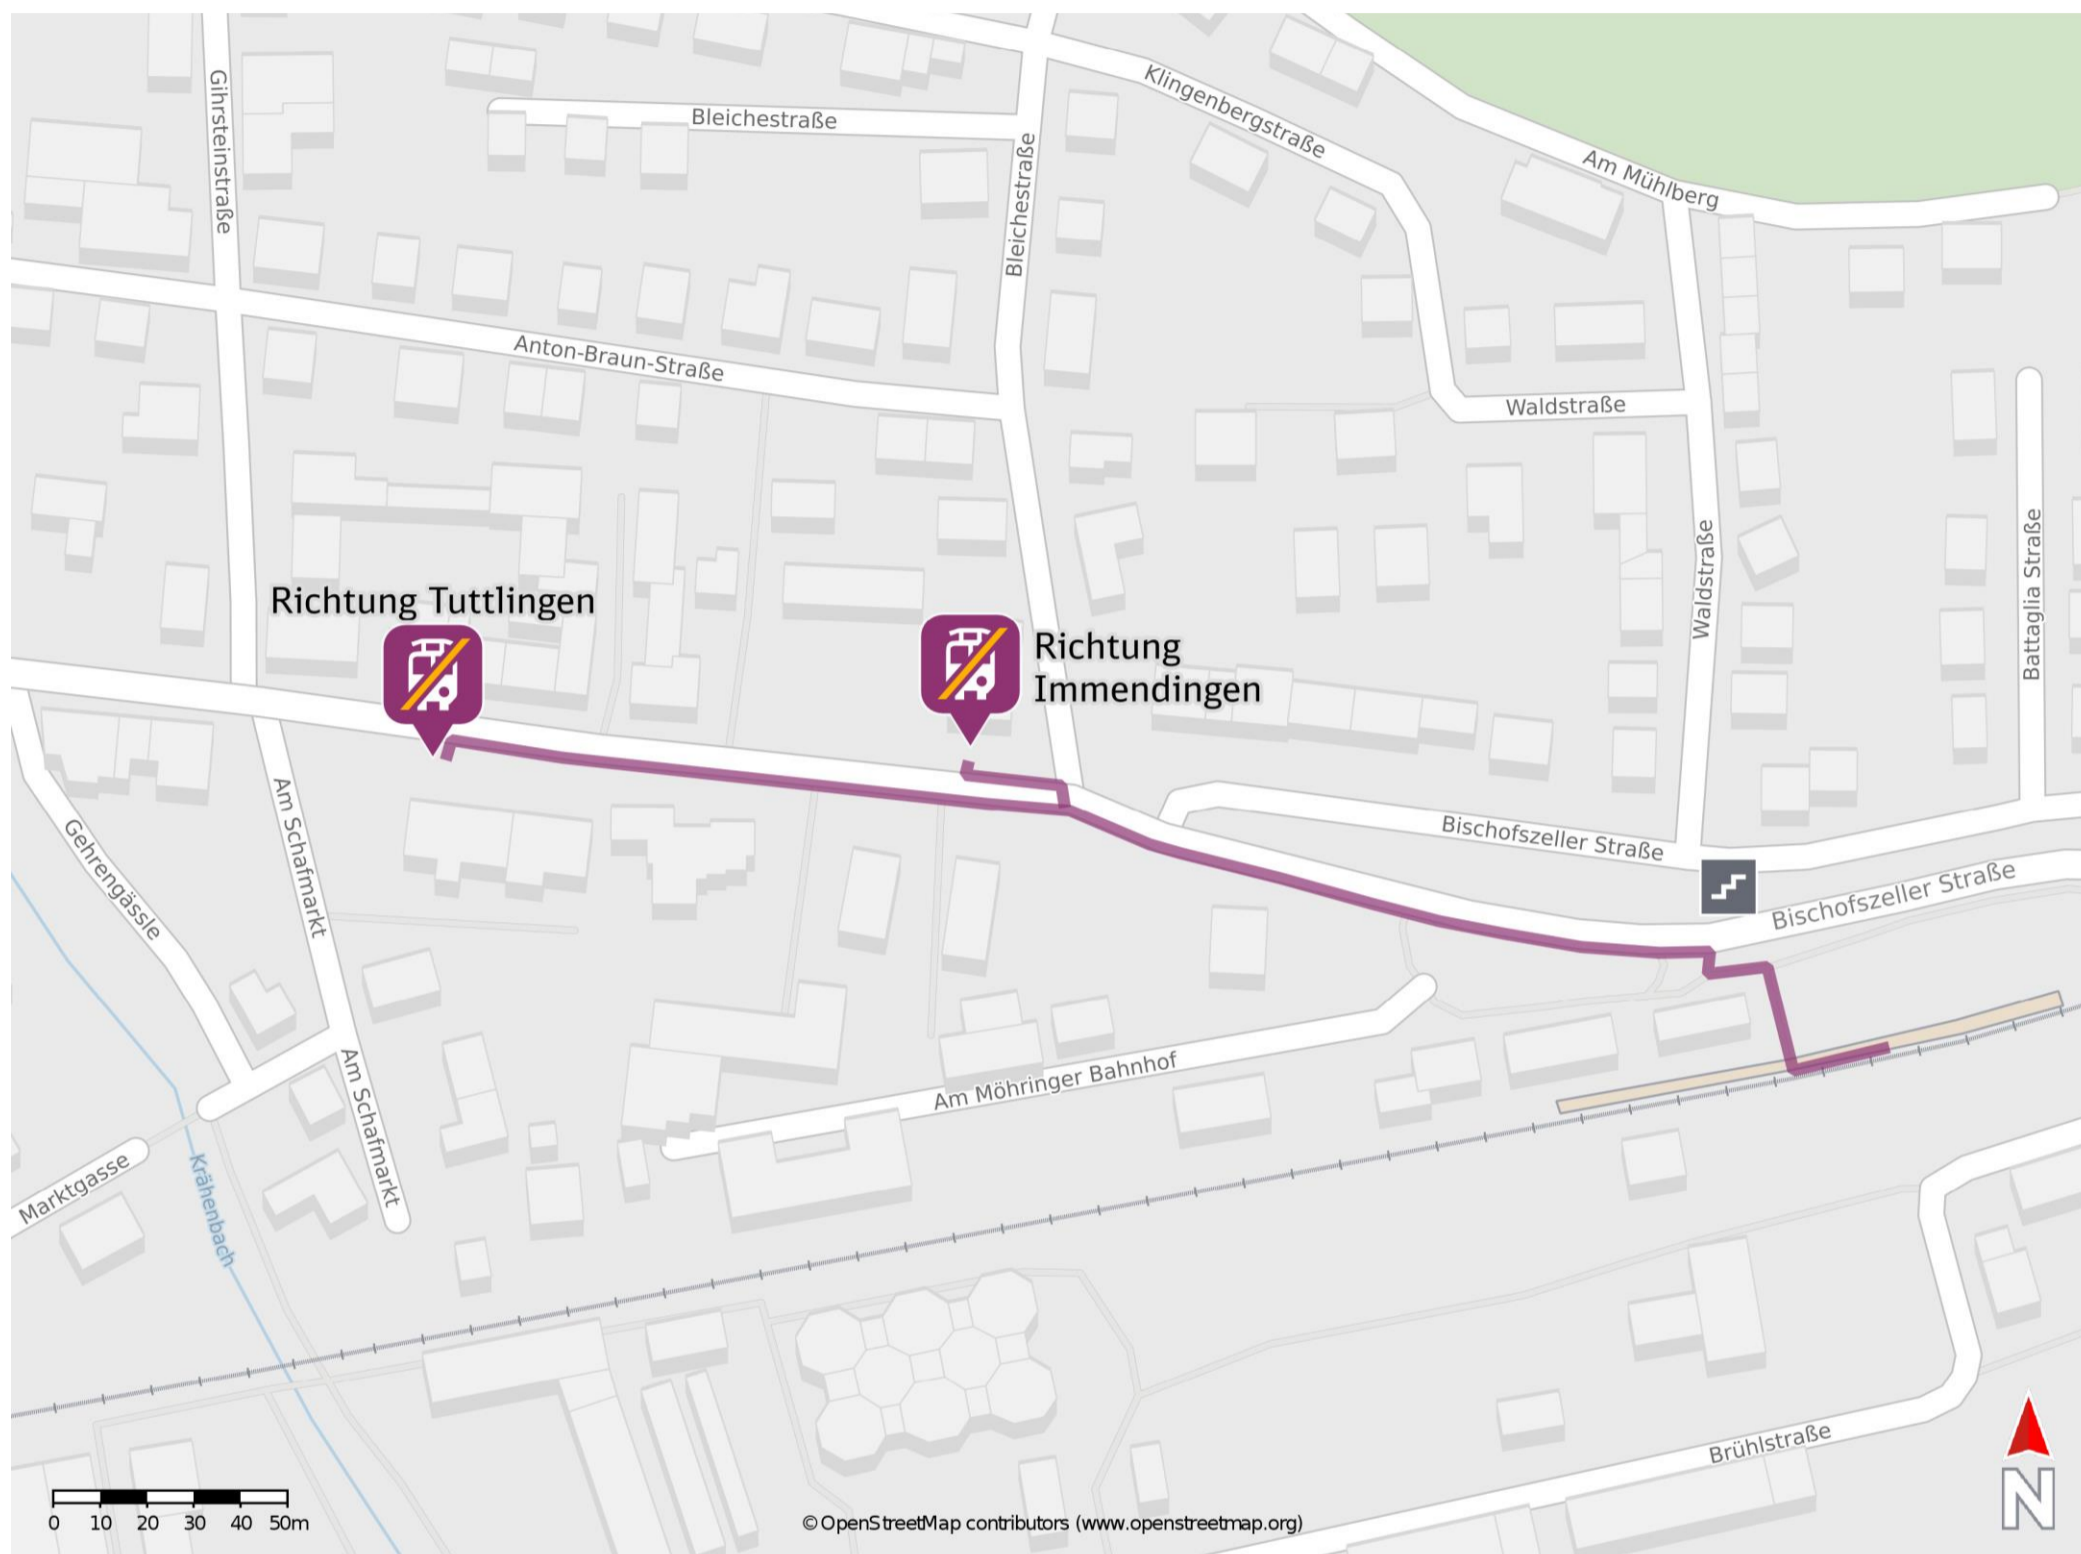 Gihrsteinstraße
Bleichestraße
Bleichestraße
Klingenbergstraße
Am Mühlberg
Anton-Braun-Straße
Waldstraße
Waldstraße
Battaglia Straße
Richtung Tuttlingen
Richtung
Immendingen
Am Schafmarkt
Gehrengässle
Bischofszeller Straße
Bischofszeller Straße
Am Möhringer Bahnhof
Am Schafmarkt
Marktgasse
Krähenbach
Brühlstraße
0 10 20 30 40 50m
© OpenStreetMap contributors (www.openstreetmap.org)
N